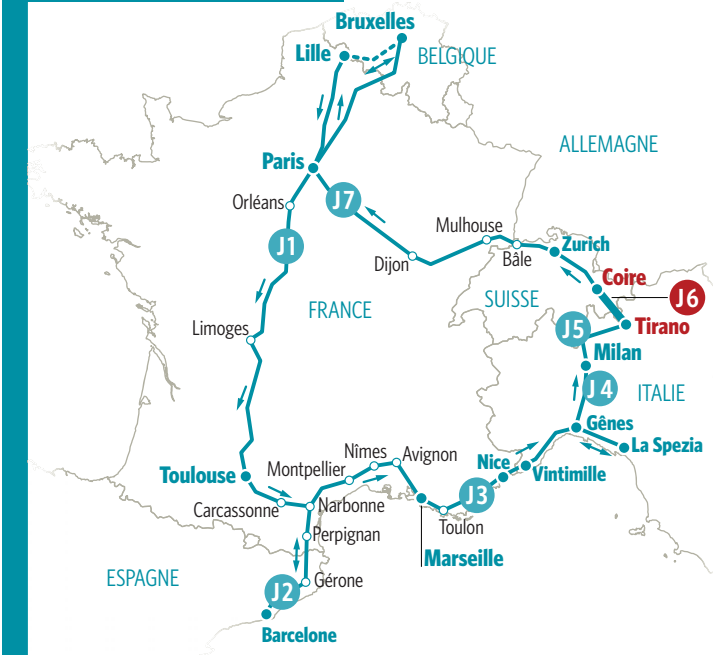 Bruxelles
Lille
BELGIQUE
ALLEMAGNE
Paris
Orléans
J7
Mulhouse
Zurich
J1
Dijon
Bâle
Coire
SUISSE
J6
FRANCE
Limoges
J5
Tirano
Milan
J4
ITALIE
Gênes
La Spezia
Nîmes
Avignon
Nice
Toulouse
Montpellier
Vintimille
J3
Carcassonne
Narbonne
Toulon
Perpignan
Marseille
ESPAGNE
Gérone
J2
Barcelone